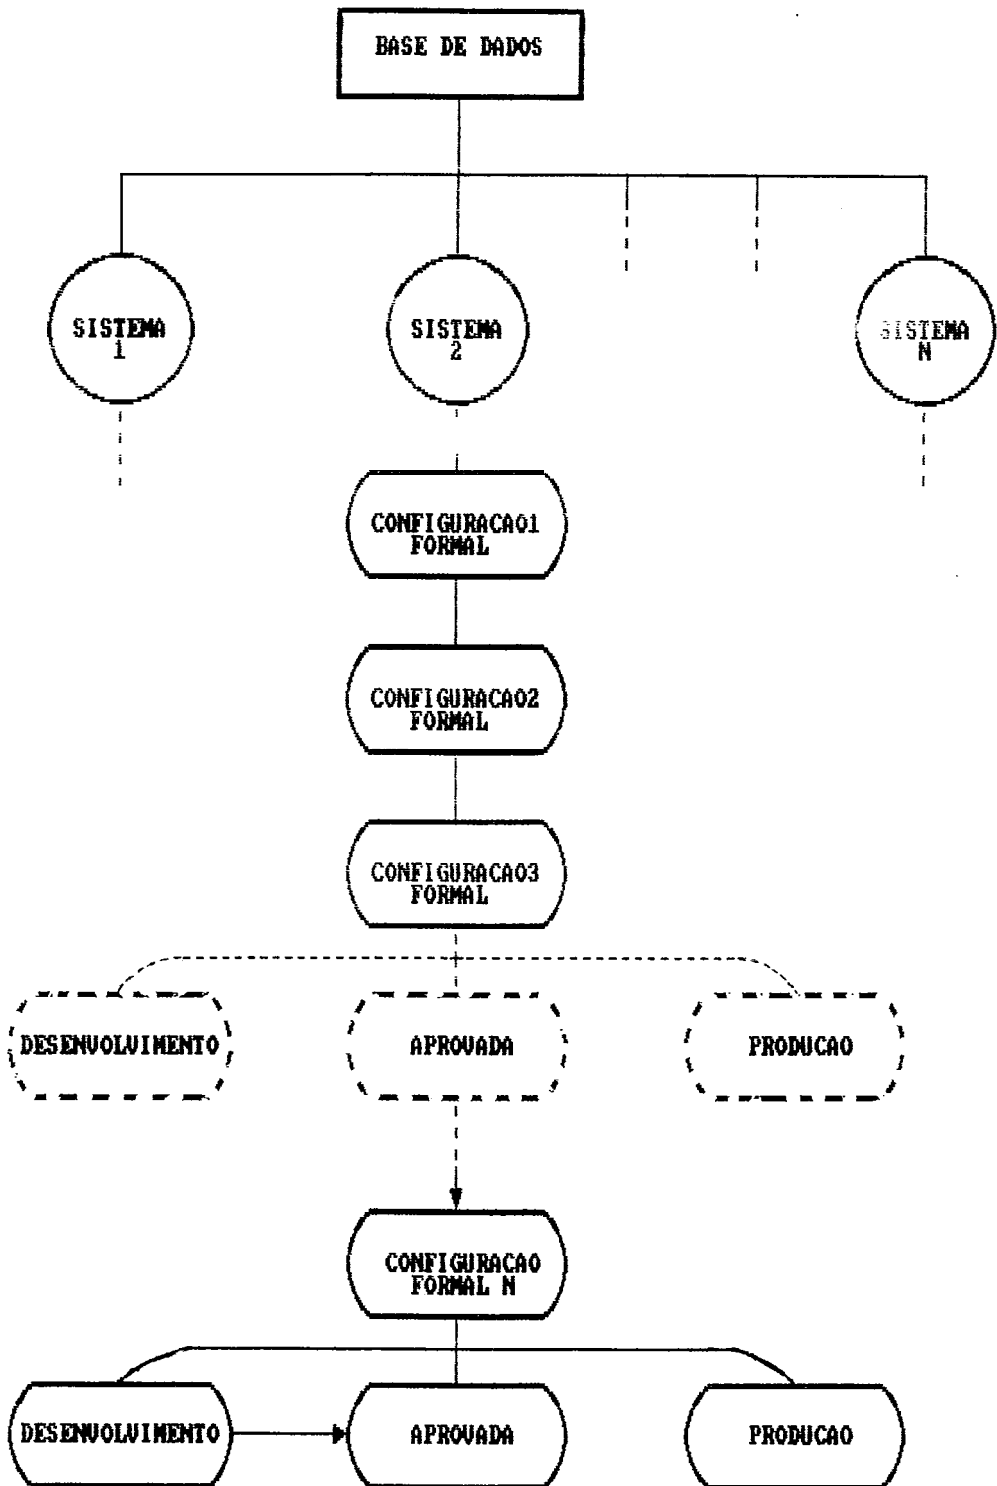 BASE DE DADOS
SISTEMA
1
SISTEMA
2
SISTEMA
N
CONFIGURACAO1
FORMAL
CONFIGURACAO2
FORMAL
CONFIGURACAO3
FORMAL
DESENVOLVIMENTO
APROVADA
PRODUCAO
CONFIGURACAO
FORMAL N
DESENVOLVIMENTO
APROVADA
PRODUCAO